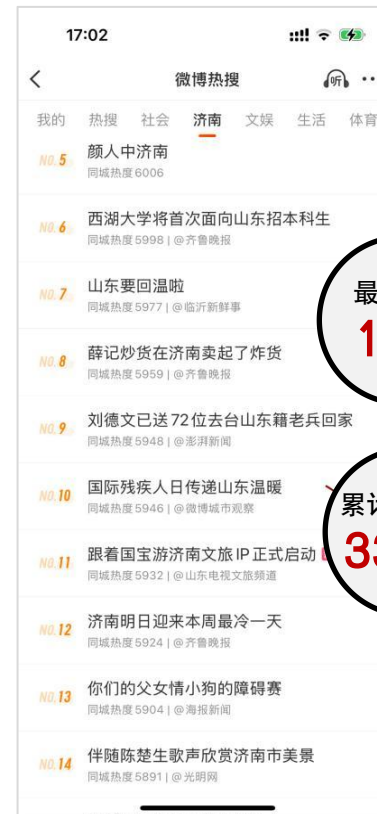 17:02
微博热搜
听
我的 热搜 社会 济南 文娱 生活 体育
NO.5 颜人中济南
同城热度6006
NO.6 西湖大学将首次面向山东招本科生
同城热度5998 | @齐鲁晚报
NO.7 山东要回温啦
同城热度5977 | @临沂新鲜事
最
1
NO.8 薛记炒货在济南卖起了炸货
同城热度5959 | @齐鲁晚报
NO.9 刘德文已送72位去台山东籍老兵回家
同城热度5948 | @澎湃新闻
NO.10 国际残疾人日传递山东温暖
同城热度5946 | @微博城市观察
累
33
NO.11 跟着国宝游济南文旅IP正式启动
同城热度5932 | @山东电视文旅频道
NO.12 济南明日迎来本周最冷一天
同城热度5924 | @齐鲁晚报
NO.13 你们的父女情小狗的障碍赛
同城热度5904 | @海报新闻
NO.14 伴随陈楚生歌声欣赏济南市美景
同城热度5891 | @光明网